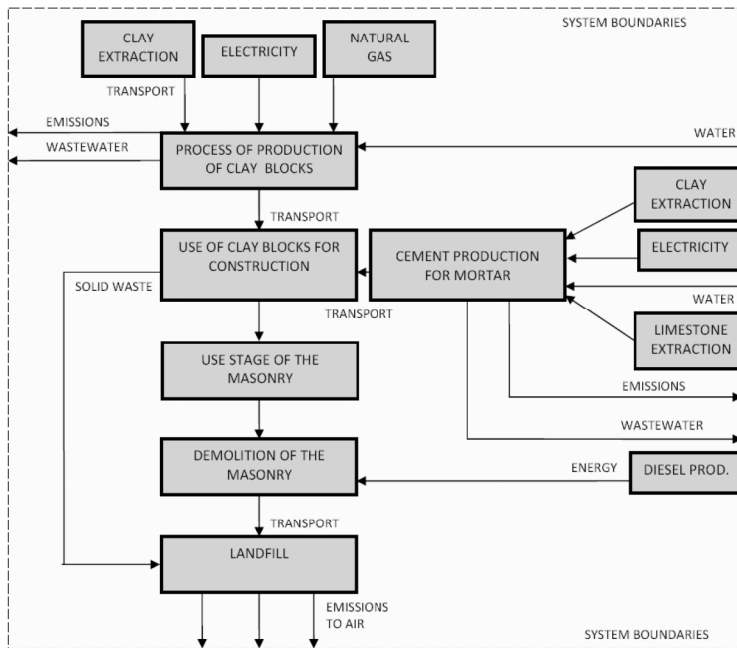 SYSTEM BOUNDARIES
CLAY
EXTRACTION
ELECTRICITY
NATURAL
GAS
TRANSPORT
EMISSIONS
WASTEWATER
PROCESS OF PRODUCTION
OF CLAY BLOCKS
WATER
TRANSPORT
CLAY
EXTRACTION
USE OF CLAY BLOCKS FOR
CONSTRUCTION
CEMENT PRODUCTION
FOR MORTAR
ELECTRICITY
SOLID WASTE
WATER
TRANSPORT
LIMESTONE
EXTRACTION
USE STAGE OF THE
MASONRY
EMISSIONS
WASTEWATER
DEMOLITION OF THE
MASONRY
ENERGY
DIESEL PROD.
TRANSPORT
LANDFILL
EMISSIONS
TO AIR
SYSTEM BOUNDARIES